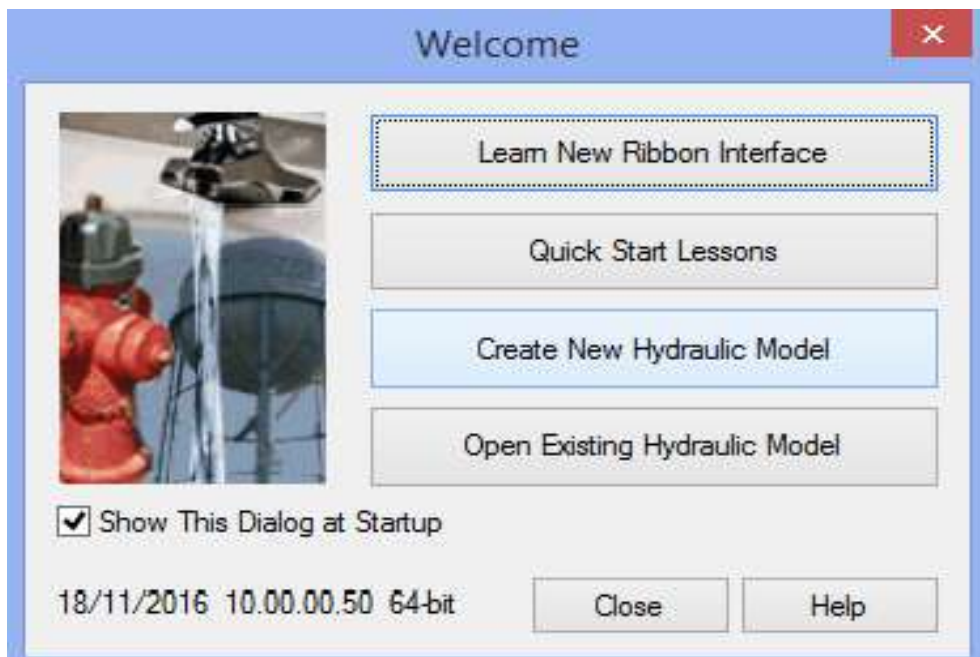 Welcome
Learn New Ribbon Interface
Quick Start Lessons
Create New Hydraulic Model
Open Existing Hydraulic Model
Show This Dialog at Startup
18/11/2016 10.00.00.50 64-bit
Close
Help